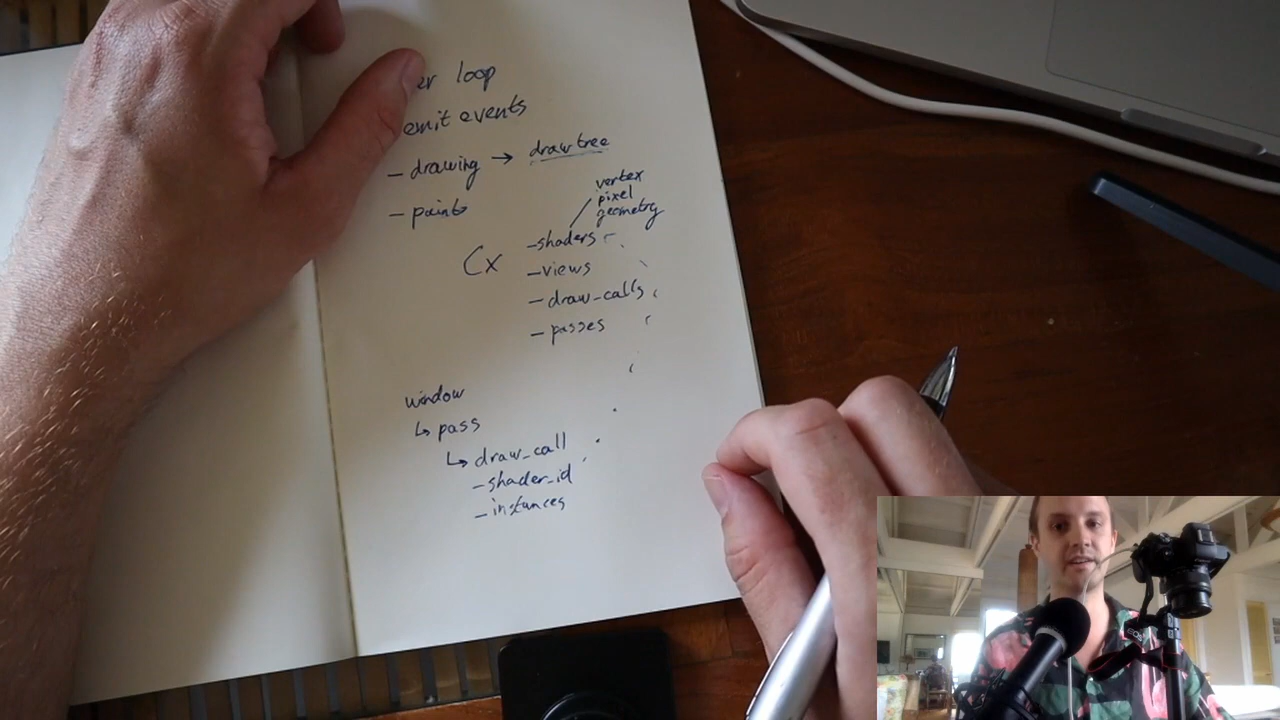 er loop
emit events
– drawing → drawtree
– paint
vertex
pixel
geometry
Cx
– shaders
– views
– draw_calls
– passes
window
↳ pass
↳ draw_call
– shader_id
– instances